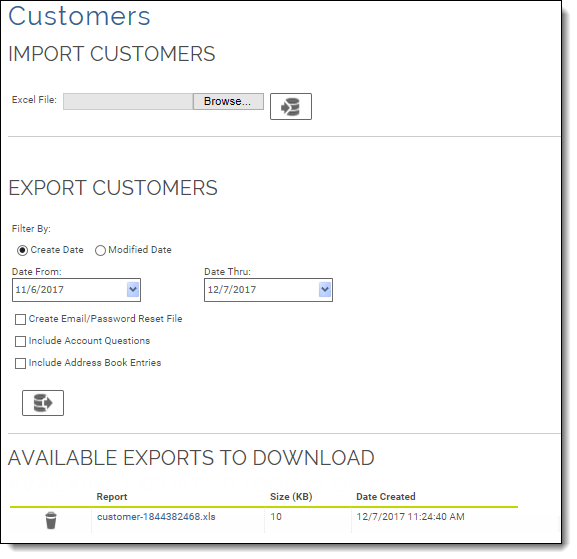 Customers
IMPORT CUSTOMERS
Excel File: Browse...
EXPORT CUSTOMERS
Filter By:
Create Date Modified Date
Date From: Date Thru:
11/6/2017 12/7/2017
Create Email/Password Reset File
Include Account Questions
Include Address Book Entries
AVAILABLE EXPORTS TO DOWNLOAD
Report Size (KB) Date Created
customer-1844382468.xls 10 12/7/2017 11:24:40 AM